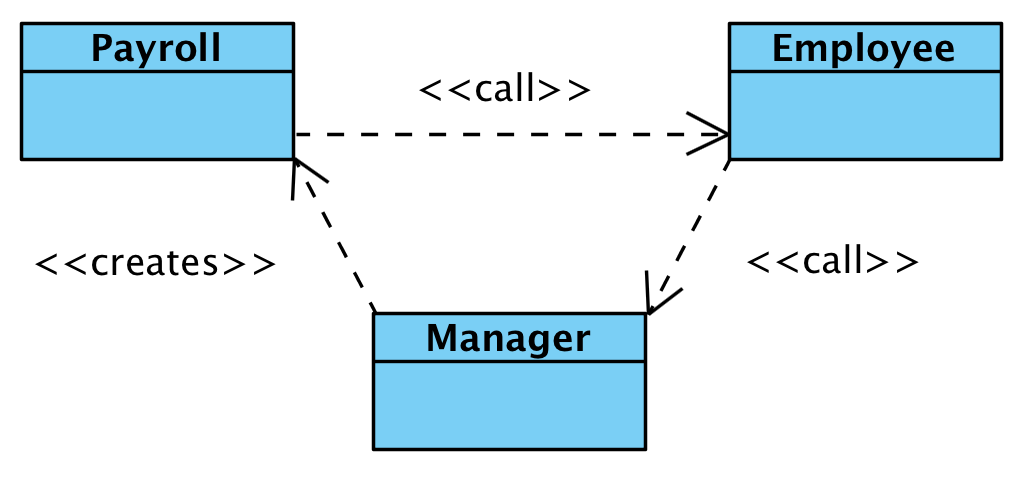 Payroll
Employee
<<call>>
<<creates>>
<<call>>
Manager